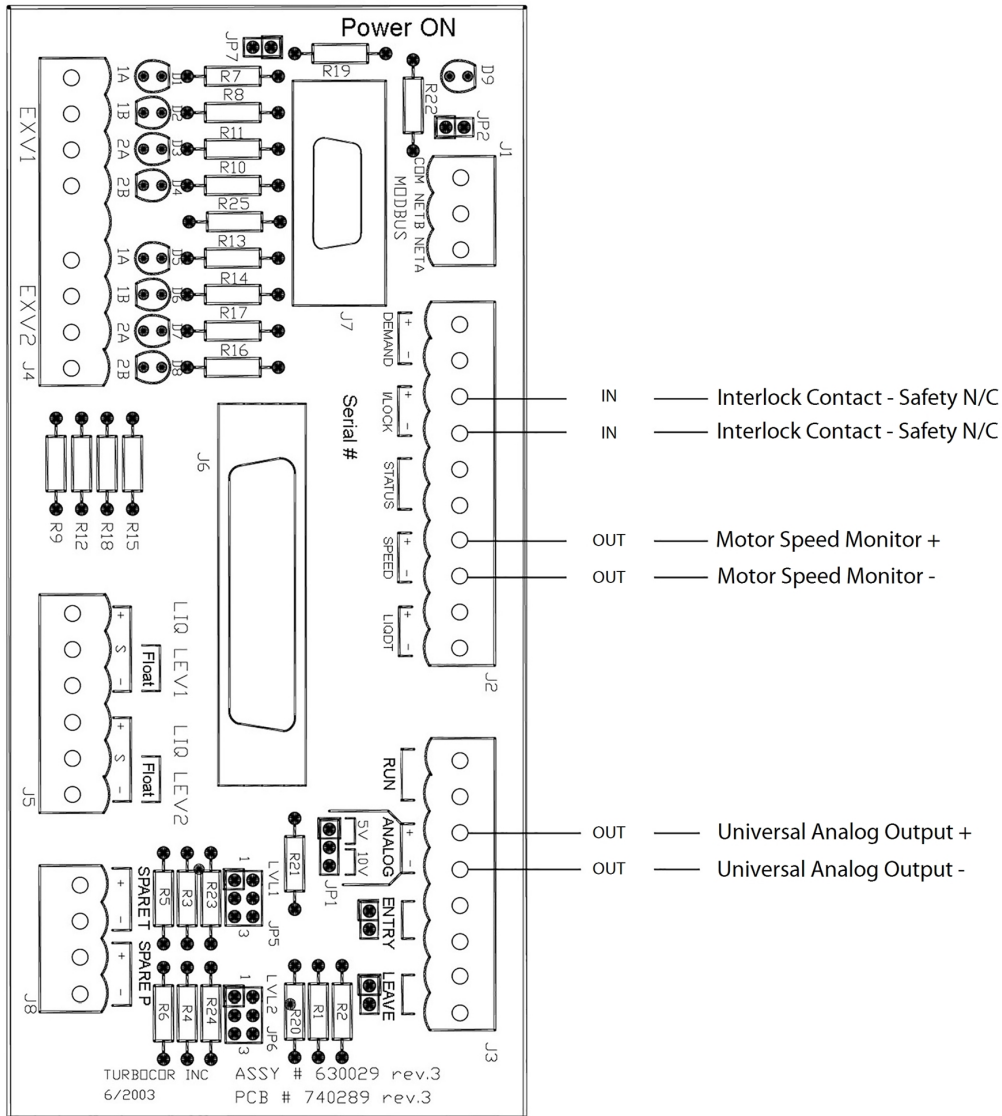 Power ON
JP7
R19
D9
R22
JP2
J1
COM NETB NETA
MODBUS
EXV1
1A
D1
R7
1B
D2
R8
2A
D3
R11
2B
D4
R10
R25
1A
D5
R13
1B
D6
R14
2A
D7
R17
2B
D8
R16
EXV2
J4
J7
DEMAND
+
-
I/LOCK
+
-
STATUS
SPEED
+
-
LIQDT
+
-
J2
IN
Interlock Contact - Safety N/C
IN
Interlock Contact - Safety N/C
OUT
Motor Speed Monitor +
OUT
Motor Speed Monitor -
Serial #
J6
R9
R12
R18
R15
LIQ LEV1
+
S
-
Float
LIQ LEV2
+
S
-
Float
J5
RUN
ANALOG
+
-
5V 10V
JP1
OUT
Universal Analog Output +
OUT
Universal Analog Output -
ENTRY
LEAVE
J3
R21
SPARE T
+
-
SPARE P
+
-
J8
R5
R3
R23
1
LVL1
JP5
3
R6
R4
R24
1
LVL2
JP6
3
R20
R1
R2
TURBOCOR INC
6/2003
ASSY # 630029 rev.3
PCB # 740289 rev.3